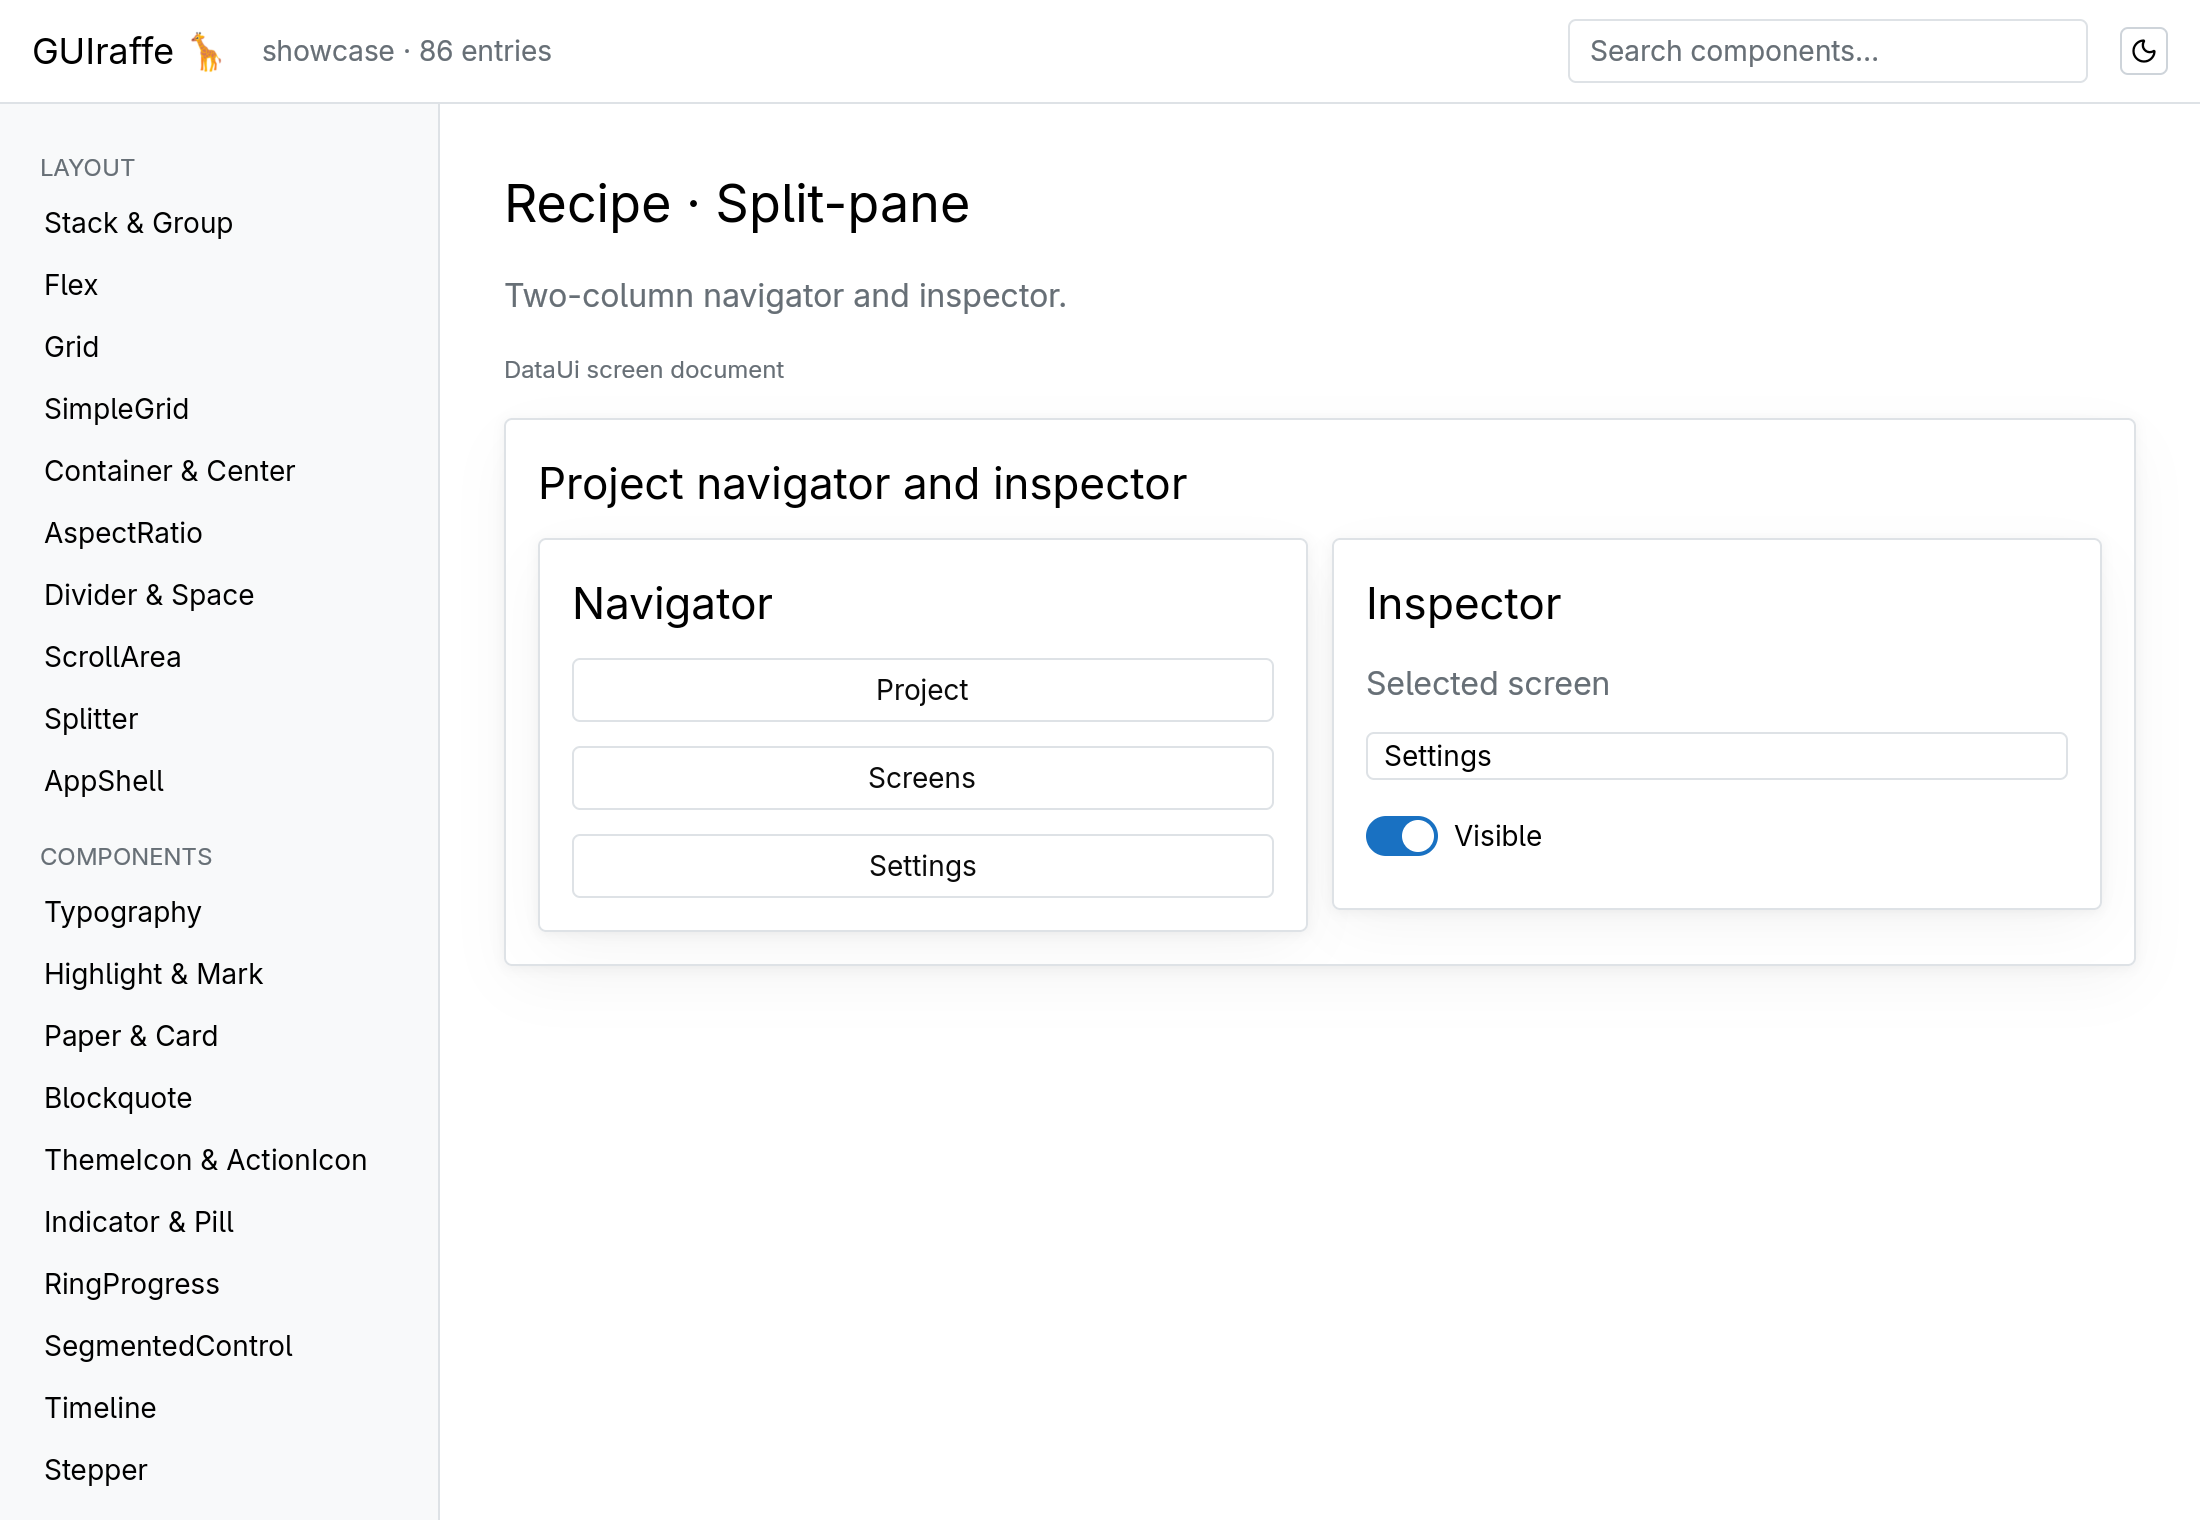 GUIraffe 🦒 showcase · 86 entries
Search components...
LAYOUT
Stack & Group
Flex
Grid
SimpleGrid
Container & Center
AspectRatio
Divider & Space
ScrollArea
Splitter
AppShell
COMPONENTS
Typography
Highlight & Mark
Paper & Card
Blockquote
ThemeIcon & ActionIcon
Indicator & Pill
RingProgress
SegmentedControl
Timeline
Stepper
Recipe · Split-pane
Two-column navigator and inspector.
DataUi screen document
Project navigator and inspector
Navigator
Project
Screens
Settings
Inspector
Selected screen
Settings
Visible